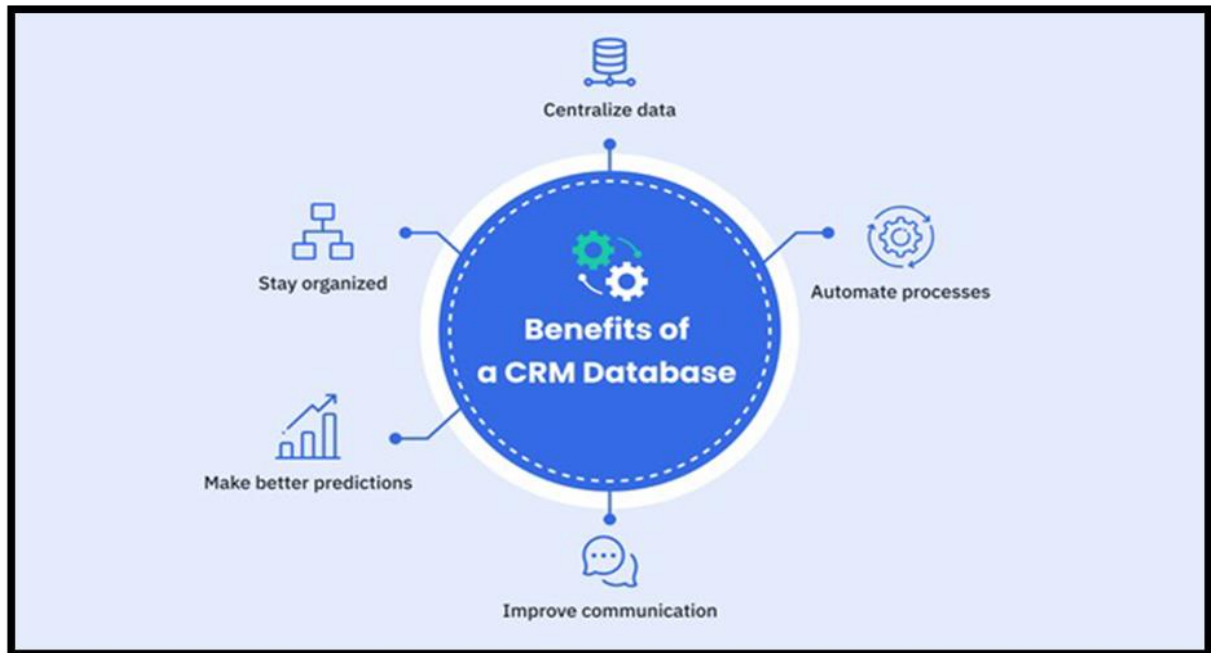 Centralize data
Stay organized
Automate processes
Benefits of
a CRM Database
Make better predictions
Improve communication